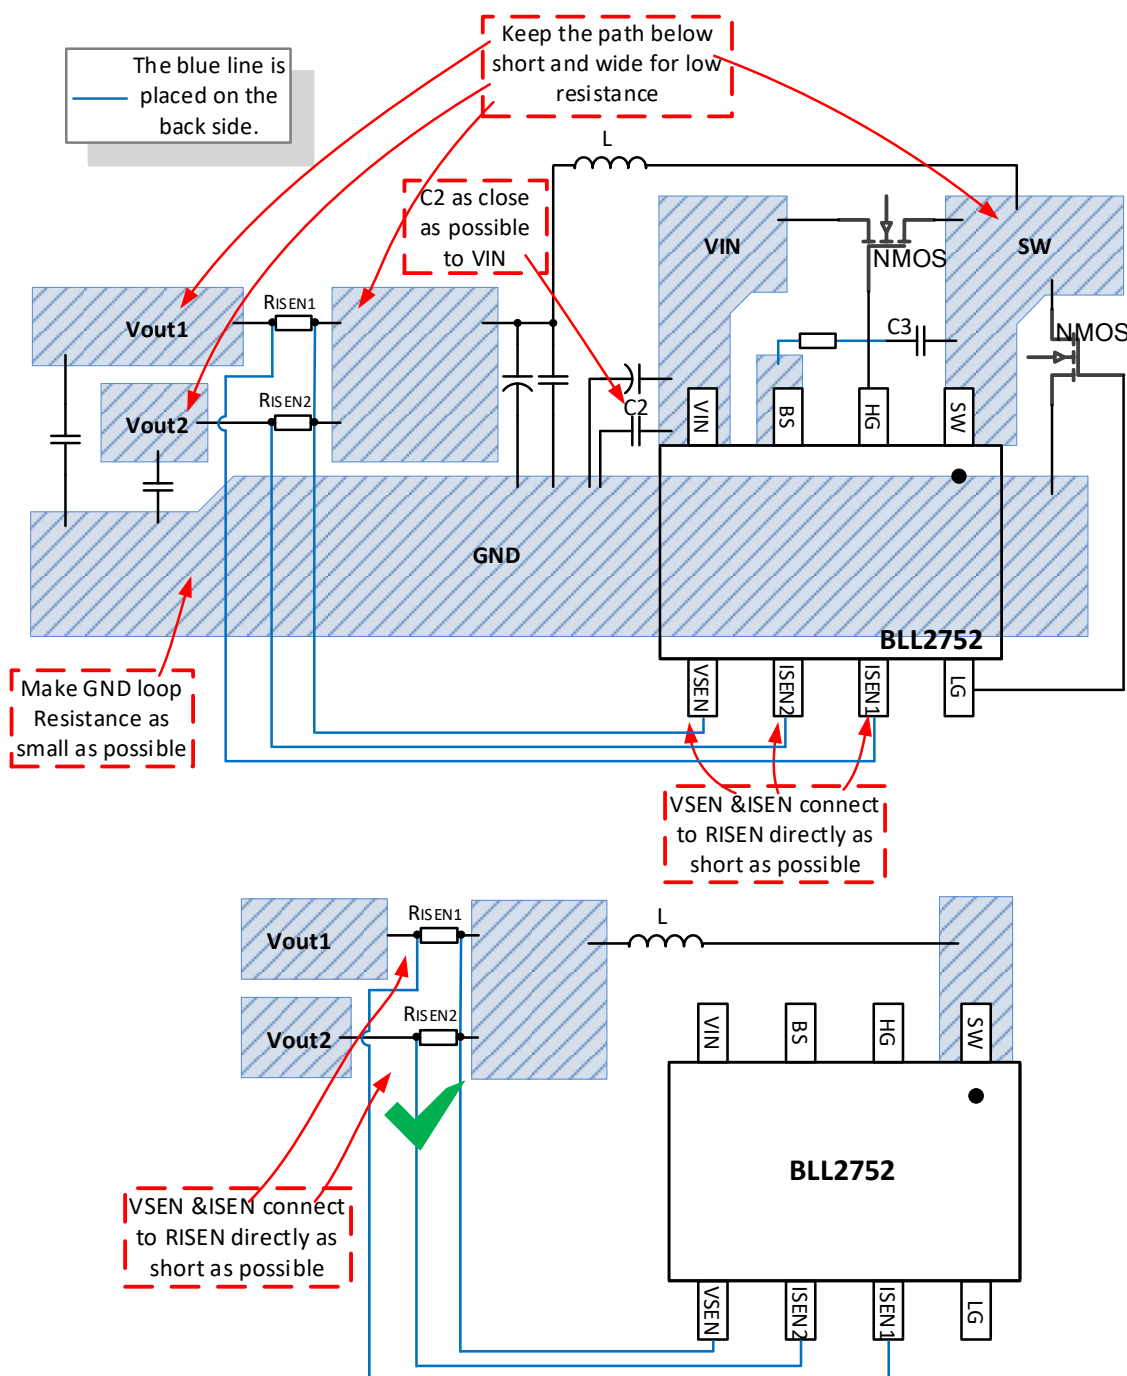 Keep the path below
short and wide for low
resistance
The blue line is
placed on the
back side.
L
C2 as close
as possible
to VIN
VIN
NMOS
SW
RISEN1
Vout1
C3
NMOS
RISEN2
Vout2
C2
VIN
BS
HG
SW
GND
BLL2752
VSEN
ISEN2
ISEN1
LG
Make GND loop
Resistance as
small as possible
VSEN &ISEN connect
to RISEN directly as
short as possible
RISEN1
L
Vout1
RISEN2
Vout2
VIN
BS
HG
SW
BLL2752
VSEN &ISEN connect
to RISEN directly as
short as possible
VSEN
ISEN2
ISEN1
LG